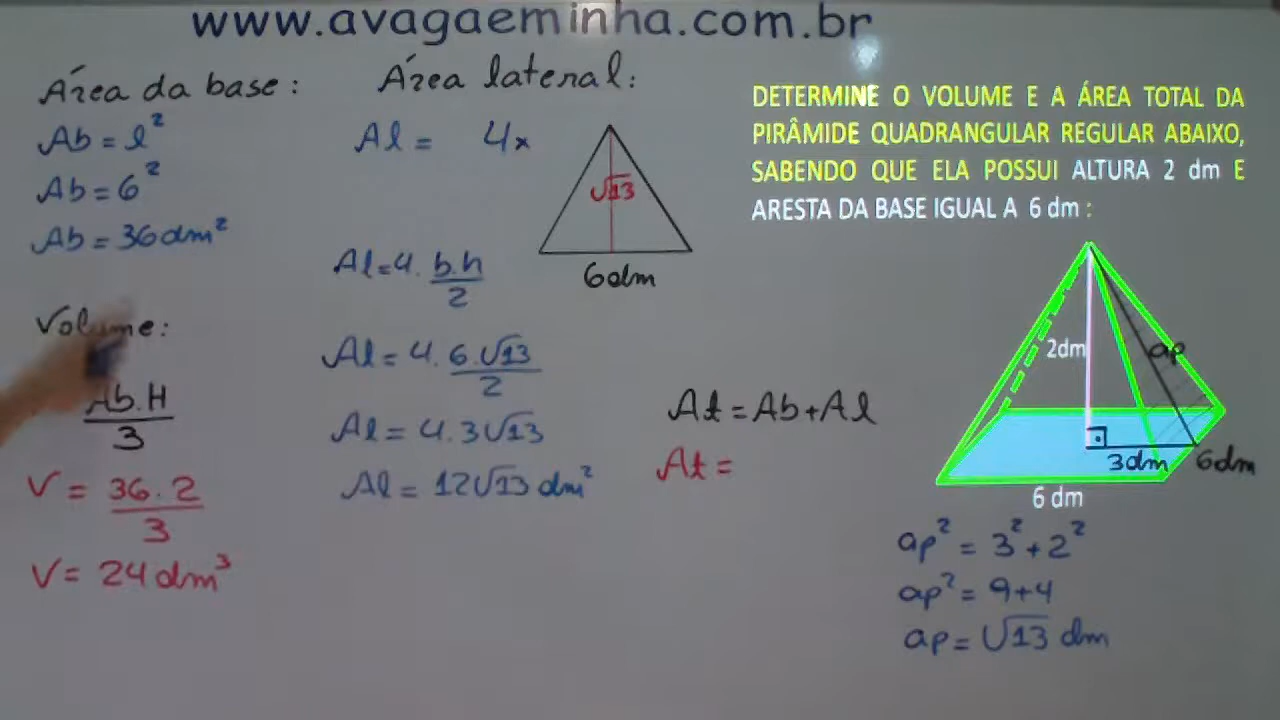 www.avagaeminha.com.br
Área da base:
Ab = l²
Ab = 6²
Ab = 36dm²
Volume:
Ab.H
3
V = 36.2
3
V = 24dm³
Área lateral:
Al = 4x
√13
6dm
Al=4. b.h
2
Al = 4. 6.√13
2
Al = 4.3√13
Al = 12√13 dm²
At = Ab+Al
At =
DETERMINE O VOLUME E A ÁREA TOTAL DA
PIRÂMIDE QUADRANGULAR REGULAR ABAIXO,
SABENDO QUE ELA POSSUI ALTURA 2 dm E
ARESTA DA BASE IGUAL A 6 dm :
2dm
ap
3dm
6dm
6 dm
ap² = 3²+2²
ap² = 9+4
ap = √13 dm